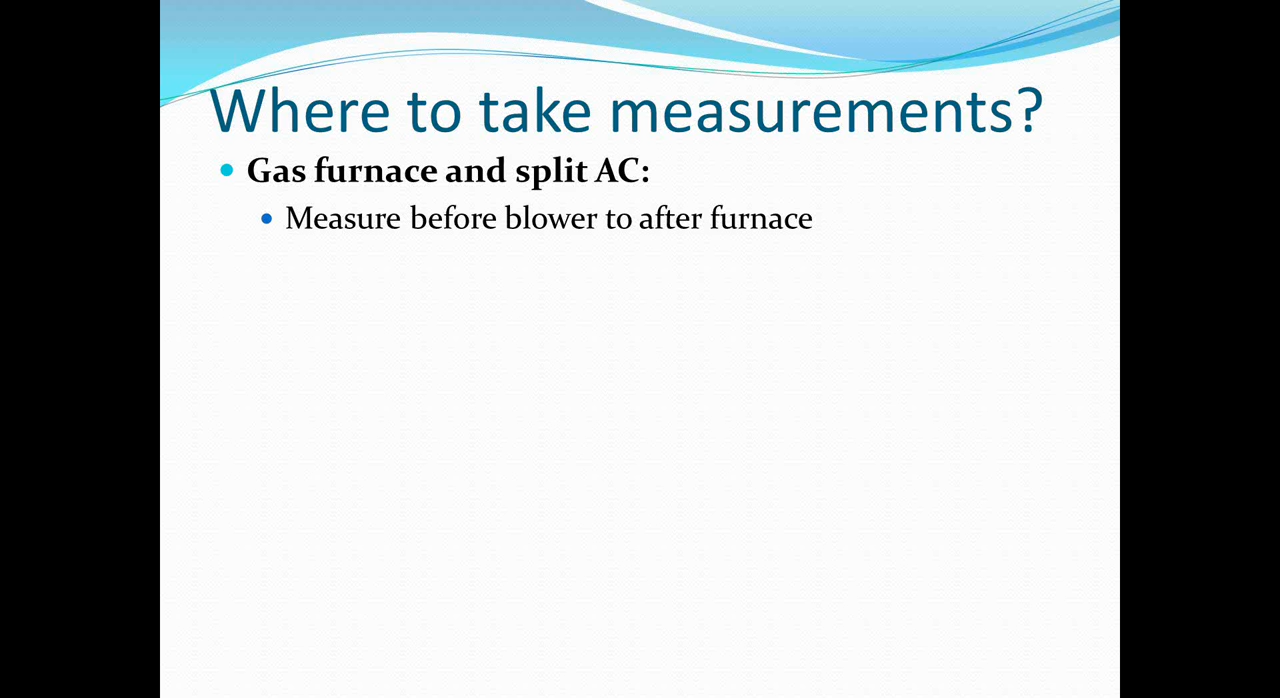 Where to take measurements?
Gas furnace and split AC:
Measure before blower to after furnace